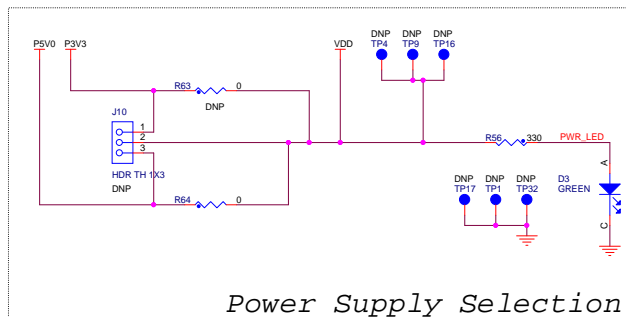 P5V0 P3V3 VDD
DNP DNP DNP
TP4 TP9 TP16
R63 0
DNP
J10
1
2
3
R56 330 PWR_LED
HDR TH 1X3
DNP
R64 0
DNP DNP DNP
TP17 TP1 TP32
D3
GREEN
A
C
Power Supply Selection